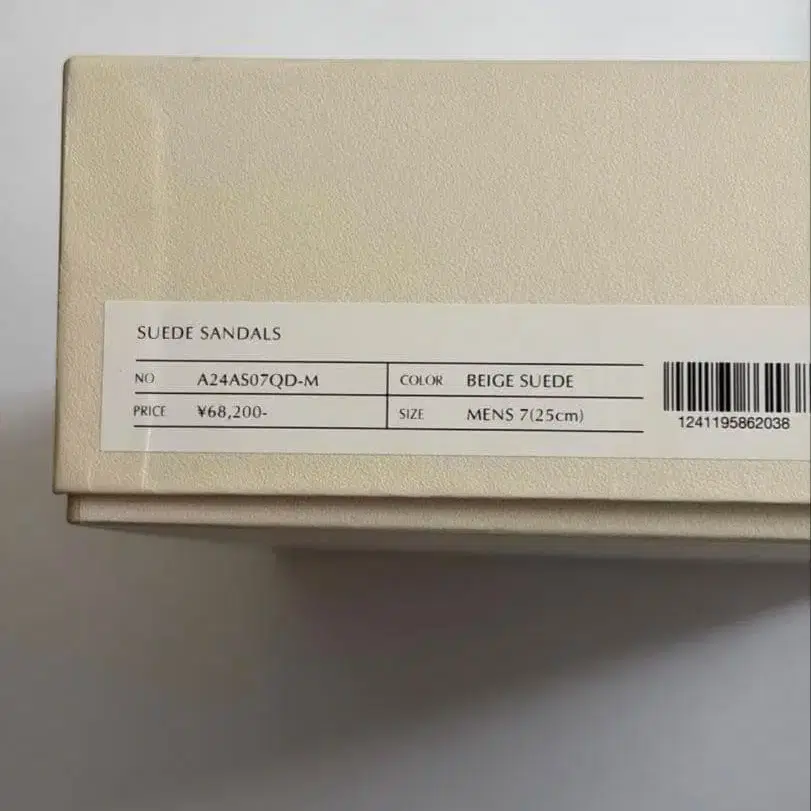 SUEDE SANDALS
NO A24AS07QD-M COLOR BEIGE SUEDE
PRICE ¥68,200- SIZE MENS 7(25cm)
1241195862038